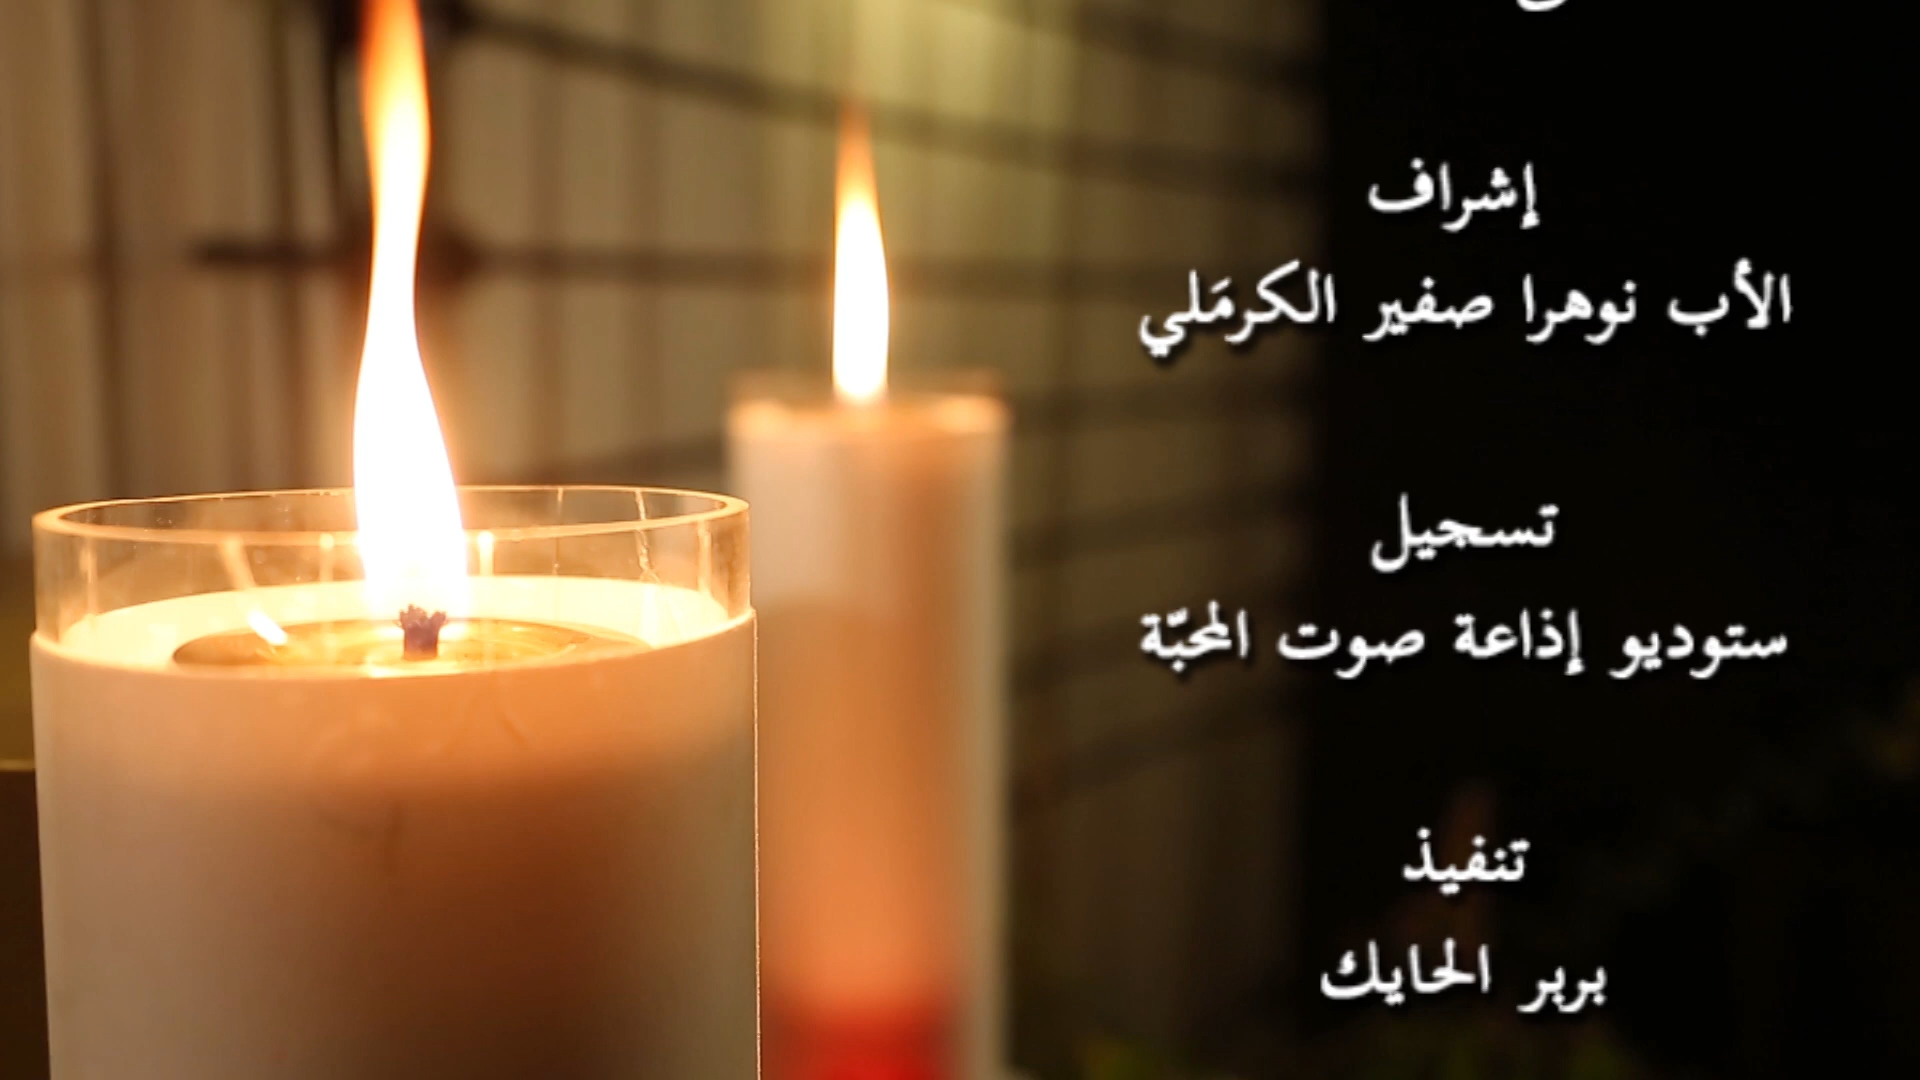 إشراف
الأب نوهرا صفير الكرمَلي
تسجيل
ستوديو إذاعة صوت المحبّة
تنفيذ
بربر الحايك